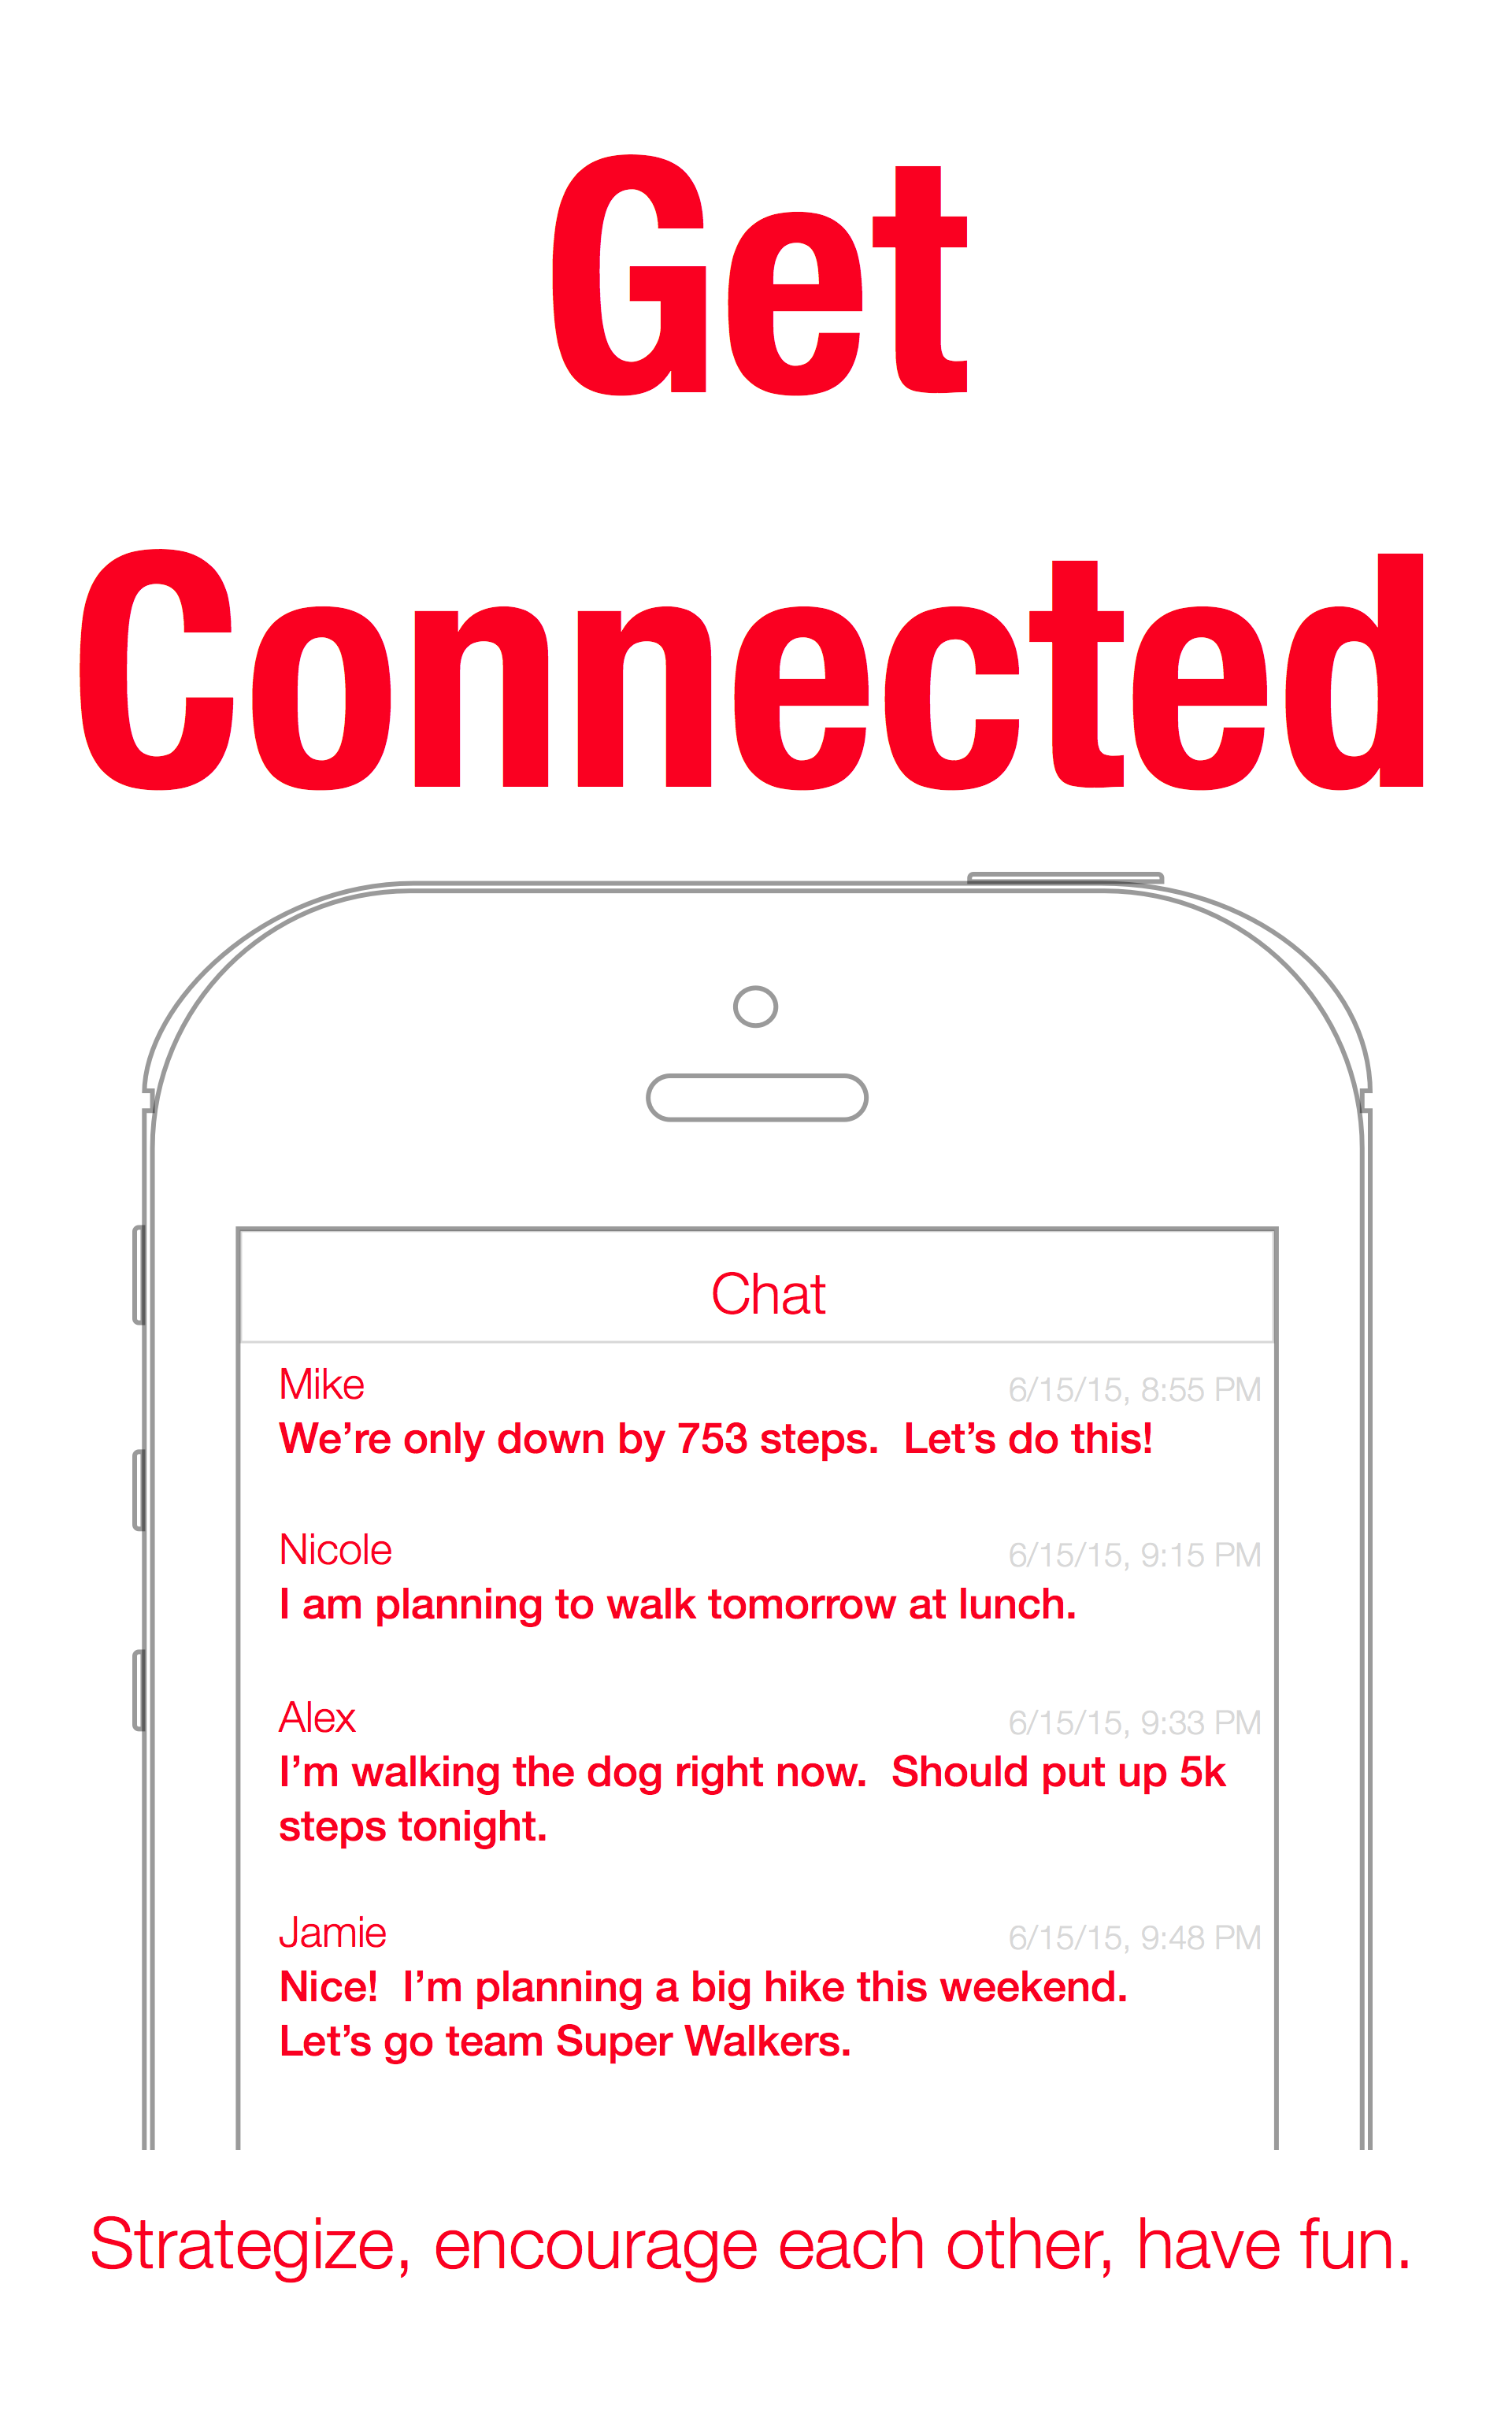 Get
Connected
Chat
Mike 6/15/15, 8:55 PM
We’re only down by 753 steps.  Let’s do this!
Nicole 6/15/15, 9:15 PM
I am planning to walk tomorrow at lunch.
Alex 6/15/15, 9:33 PM
I’m walking the dog right now.  Should put up 5k
steps tonight.
Jamie 6/15/15, 9:48 PM
Nice!  I’m planning a big hike this weekend.
Let’s go team Super Walkers.
Strategize, encourage each other, have fun.